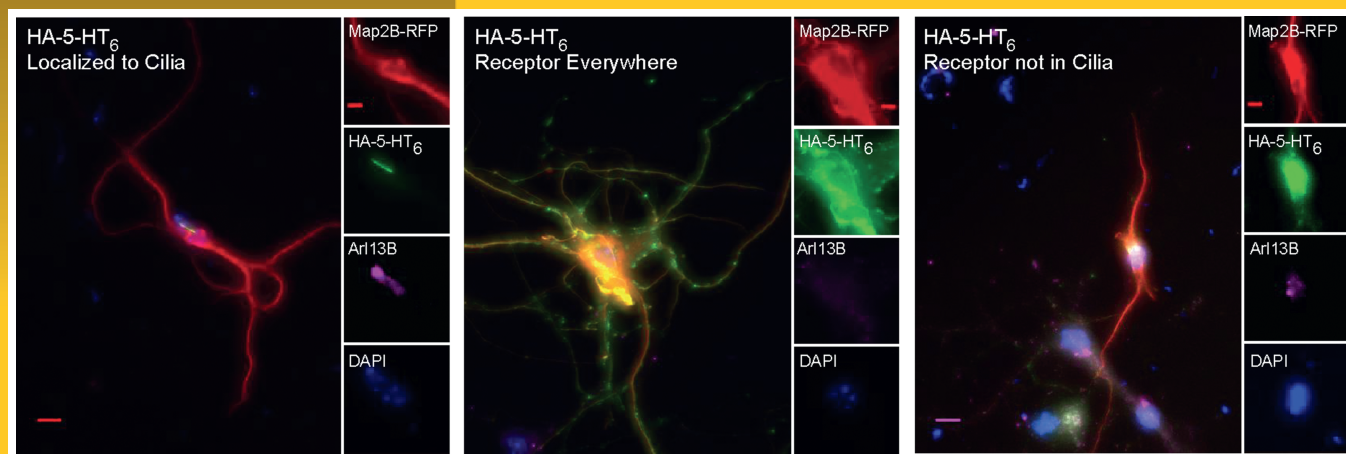 HA-5-HT6
Localized to Cilia
Map2B-RFP
HA-5-HT6
Arl13B
DAPI
HA-5-HT6
Receptor Everywhere
Map2B-RFP
HA-5-HT6
Arl13B
DAPI
HA-5-HT6
Receptor not in Cilia
Map2B-RFP
HA-5-HT6
Arl13B
DAPI